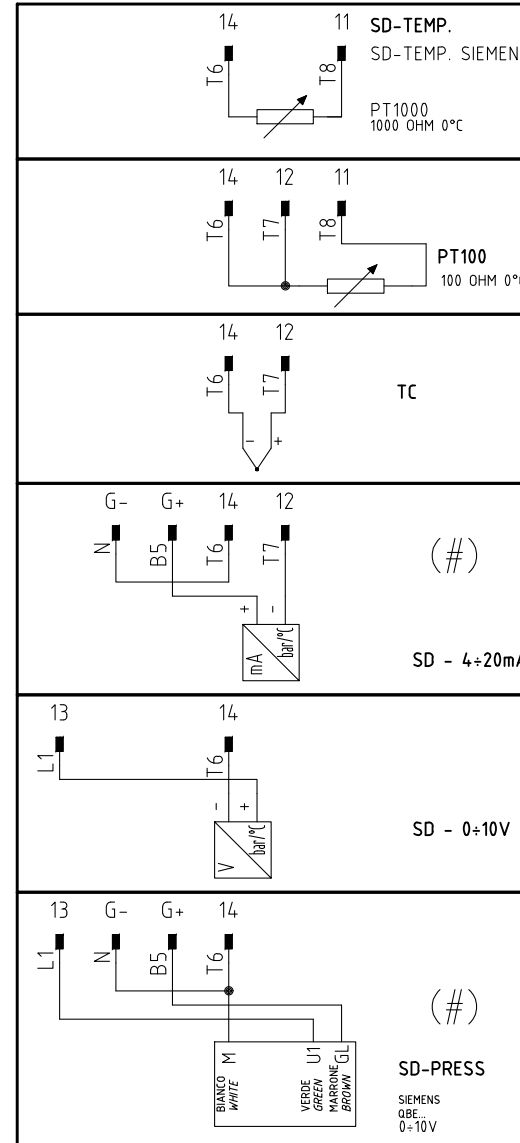 14 11 SD-TEMP.
SD-TEMP. SIEMEN
T6 T8
PT1000
1000 OHM 0°C
14 12 11
T6 T7 T8
PT100
100 OHM 0°
14 12
T6 T7
TC
- +
G- G+ 14 12
N B5 T6 T7
(#)
+ -
mA bar/°C
SD - 4÷20mA
13 14
L1 T6
- +
V bar/°C
SD - 0÷10V
13 G- G+ 14
L1 N B5 T6
(#)
M U1 GL
BIANCO
WHITE
VERDE
GREEN
MARRONE
BROWN
SD-PRESS
SIEMENS
QBE...
0÷10V